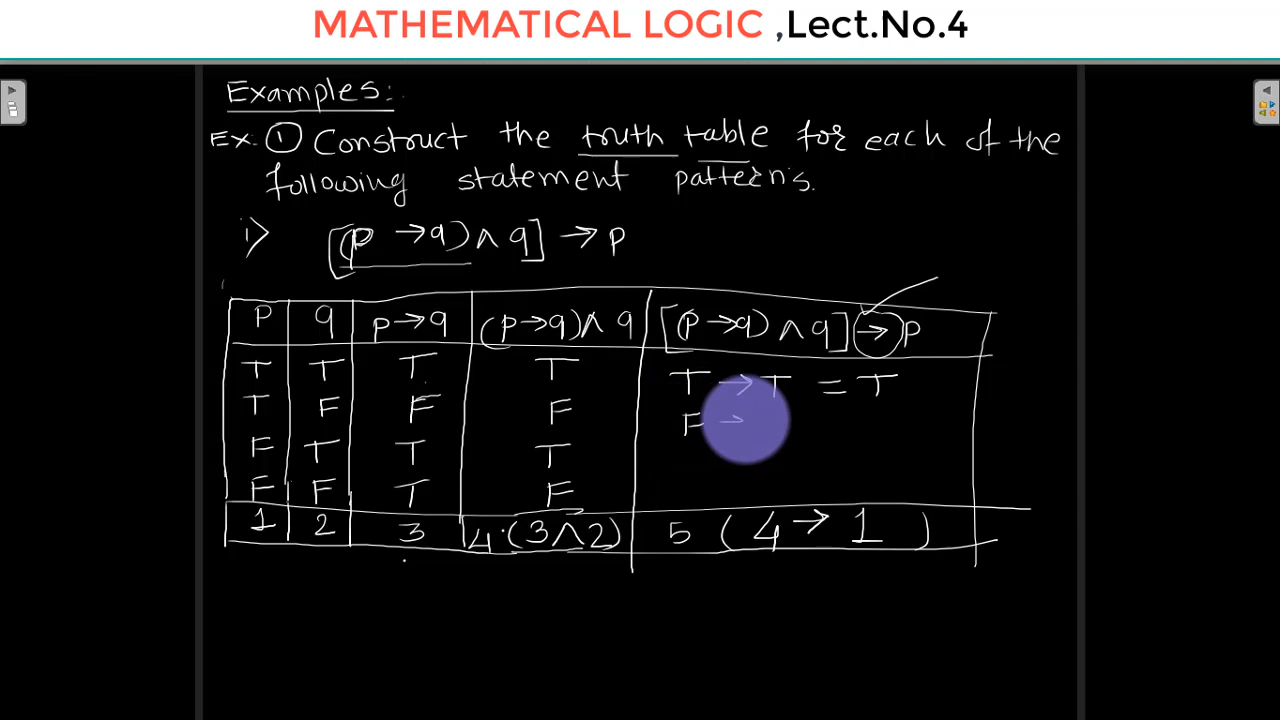 MATHEMATICAL LOGIC ,Lect.No.4
Examples:
Ex. ① Construct the truth table for each of the
following statement patterns.
i) [(p →q) ∧ q] → p
p q p→q (p→q)∧ q [(p →q) ∧ q] → p
T T T T T → T = T
T F F F F →
F T T T
F F T F
1 2 3 4.(3∧2) 5 ( 4 → 1 )